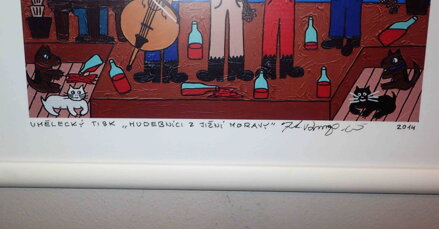 UMĚLECKÝ TISK „HUDEBNÍCI Z JIŽNÍ MORAVY" 2014